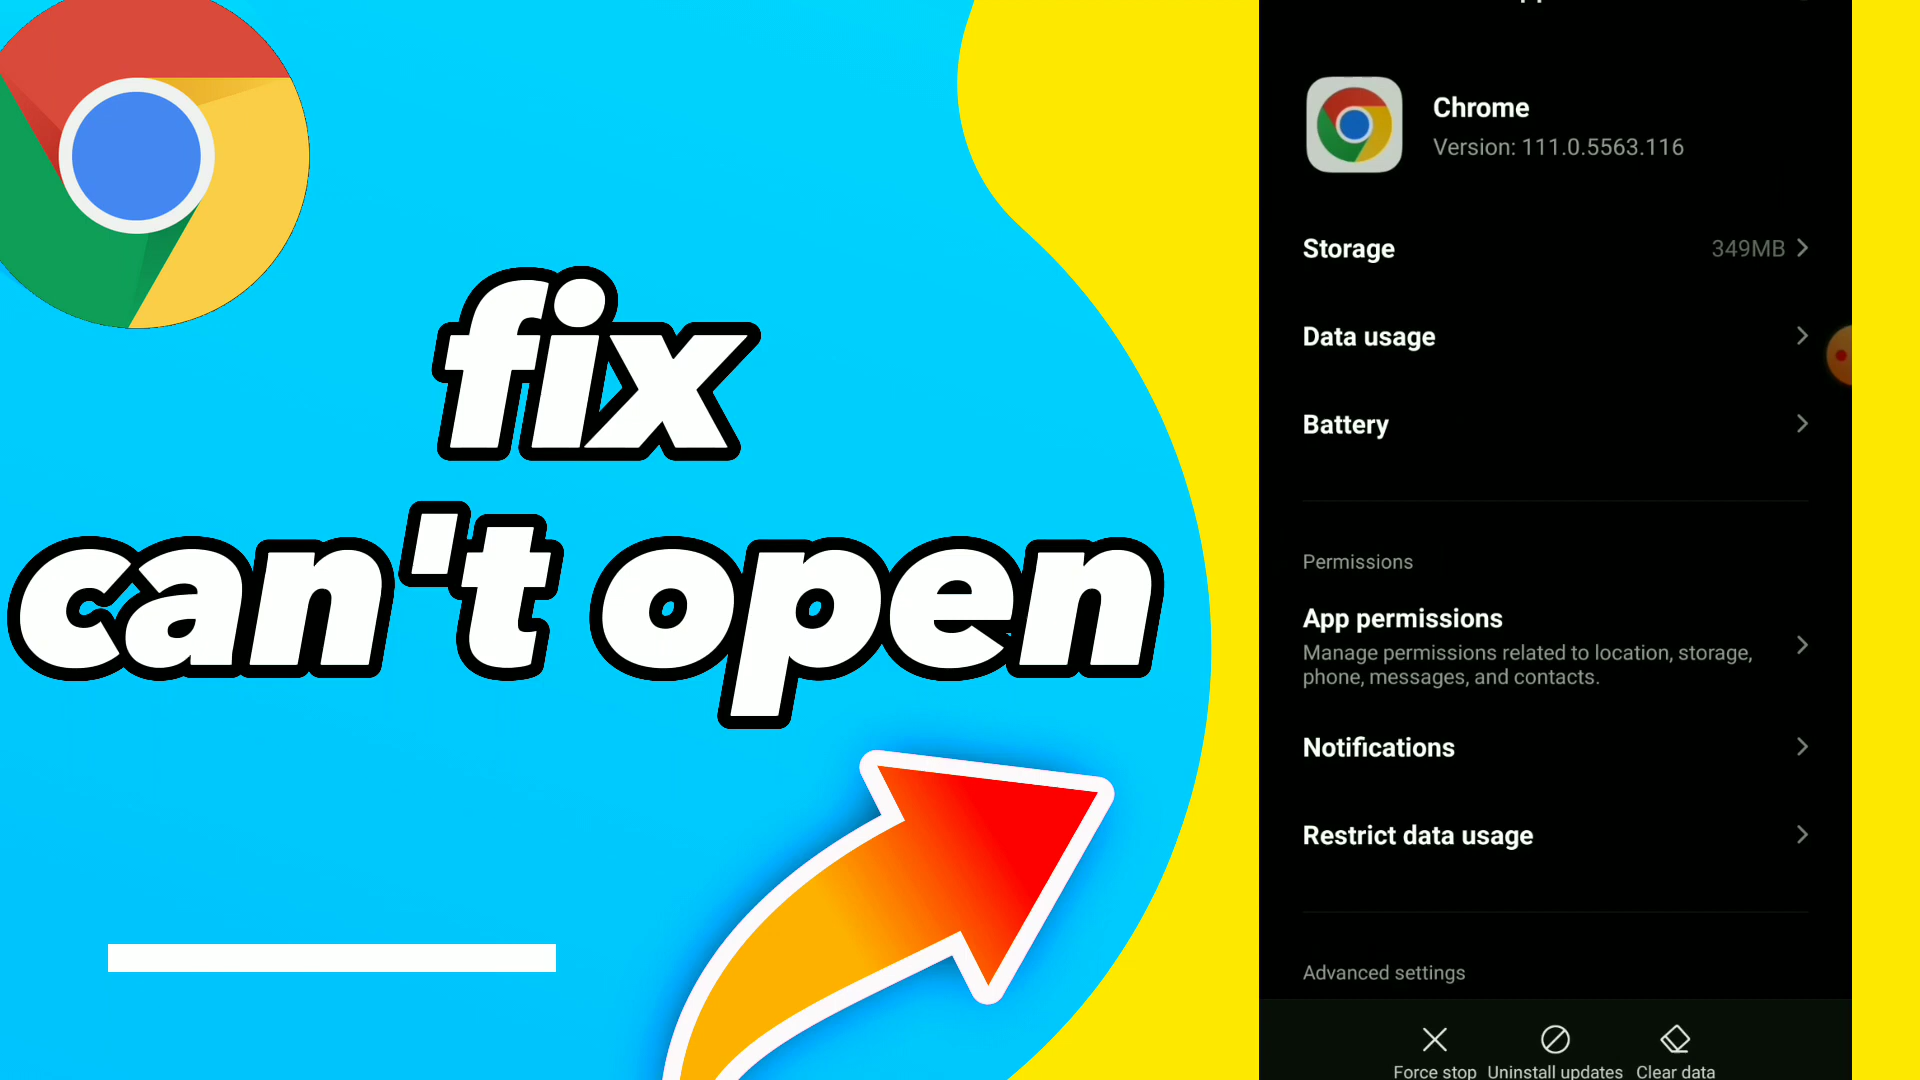 fix
can't open
Chrome
Version: 111.0.5563.116
Storage
349MB
Data usage
Battery
Permissions
App permissions
Manage permissions related to location, storage,
phone, messages, and contacts.
Notifications
Restrict data usage
Advanced settings
Force stop
Uninstall updates
Clear data